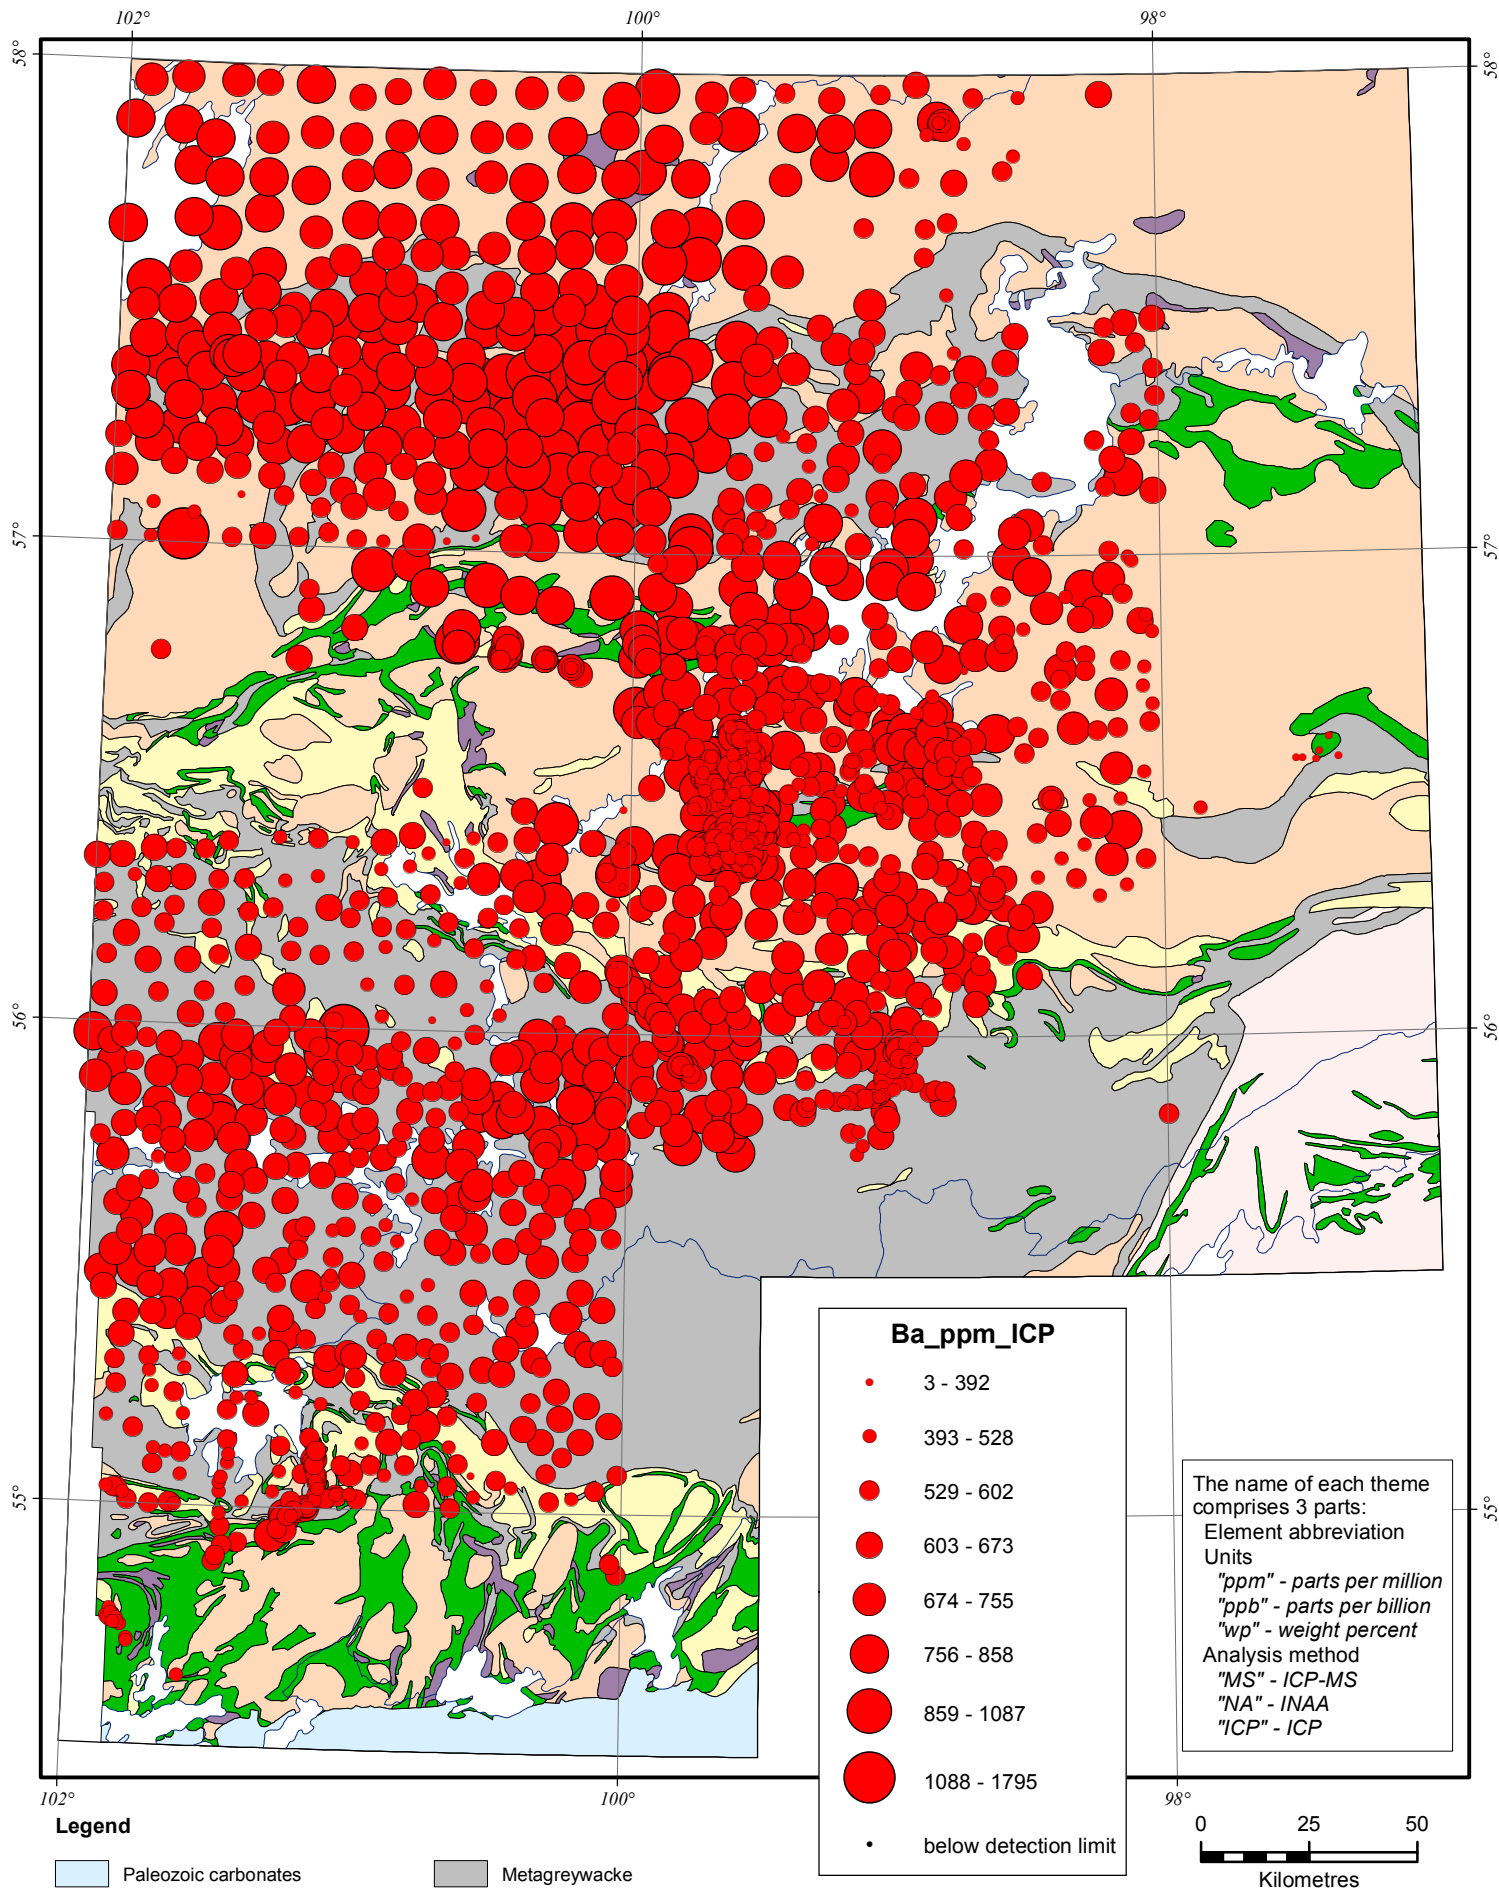 102° 100° 98°
58° 58°
57° 57°
56° 56°
55° 55°
Ba_ppm_ICP
3 - 392
393 - 528
529 - 602
603 - 673
674 - 755
756 - 858
859 - 1087
1088 - 1795
below detection limit
The name of each theme
comprises 3 parts:
Element abbreviation
Units
"ppm" - parts per million
"ppb" - parts per billion
"wp" - weight percent
Analysis method
"MS" - ICP-MS
"NA" - INAA
"ICP" - ICP
102° 100° 98°
Legend
Paleozoic carbonates
Metagreywacke
0 25 50
Kilometres